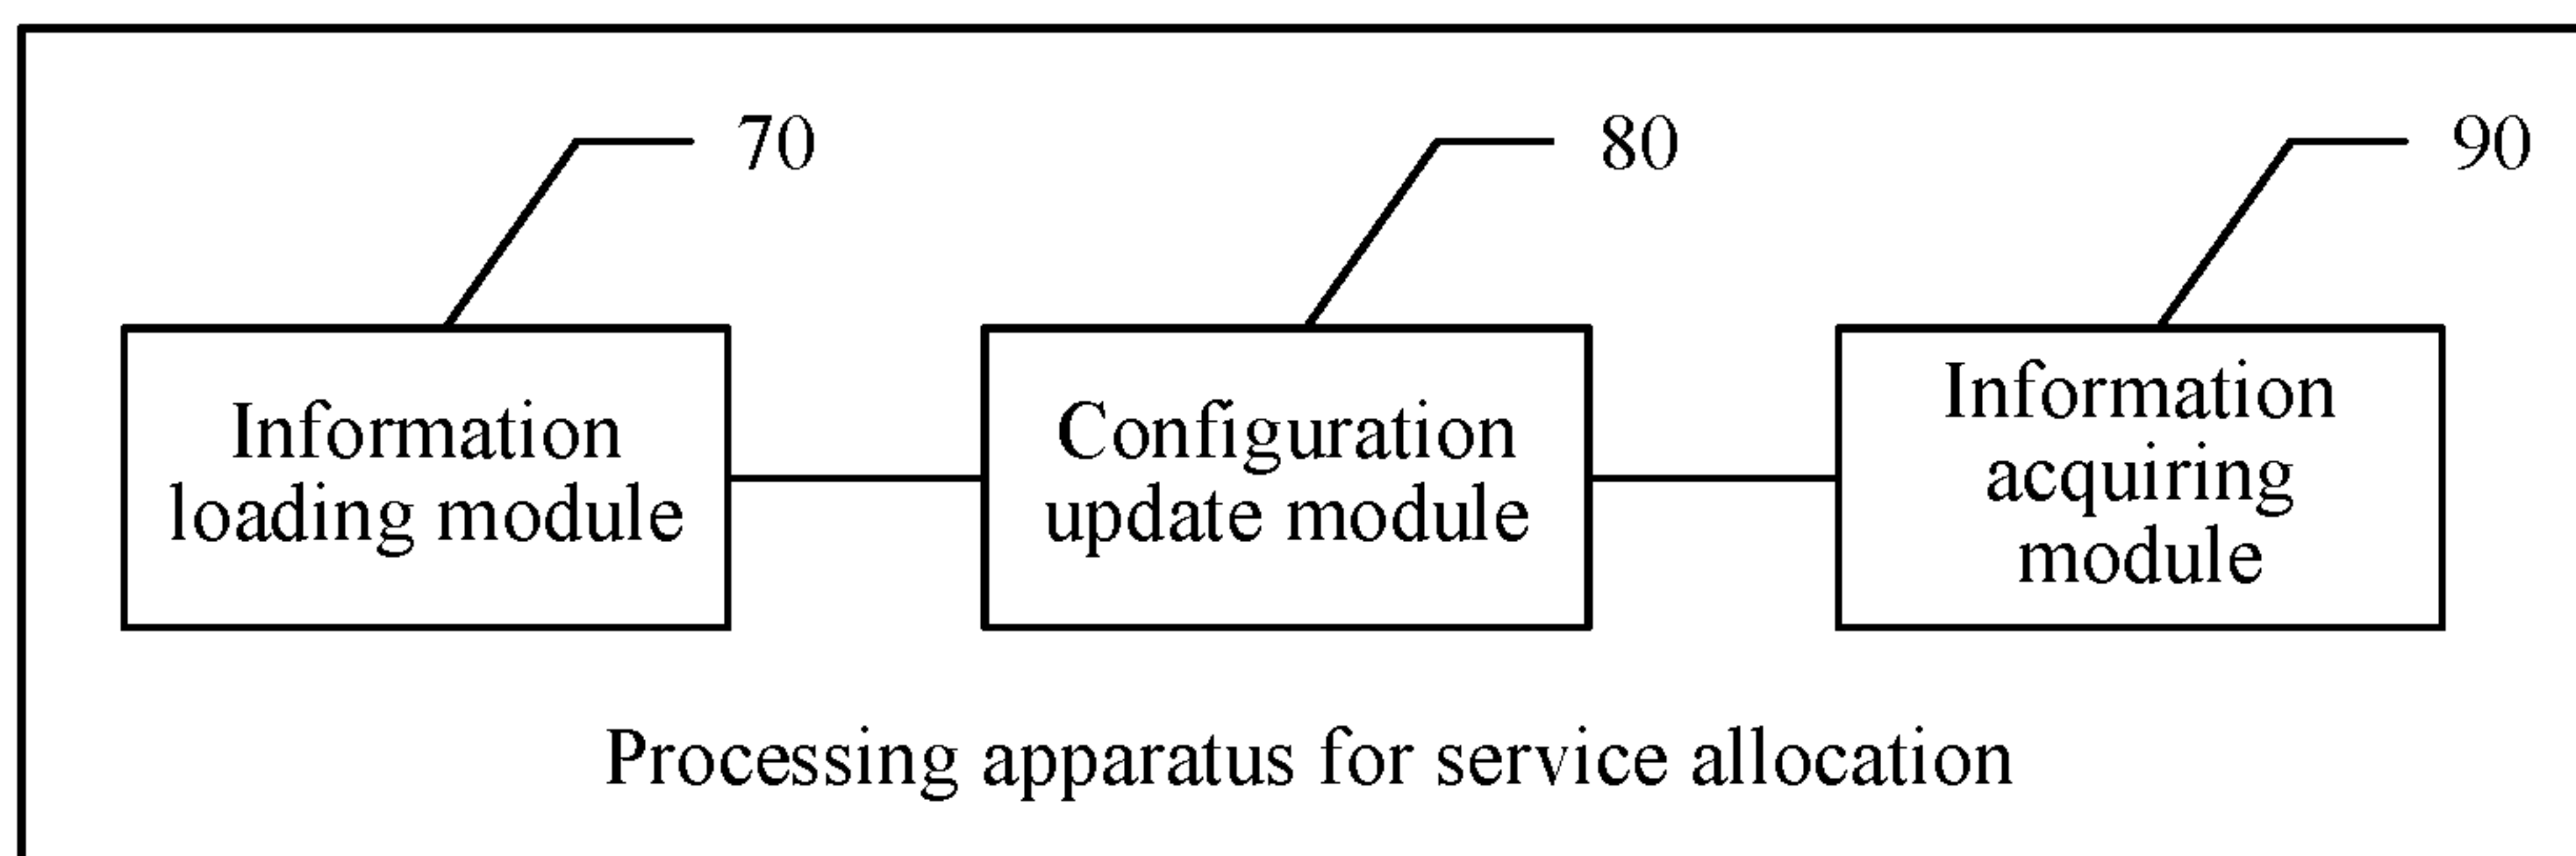 70
80
90
Information
loading module
Configuration
update module
Information
acquiring
module
Processing apparatus for service allocation